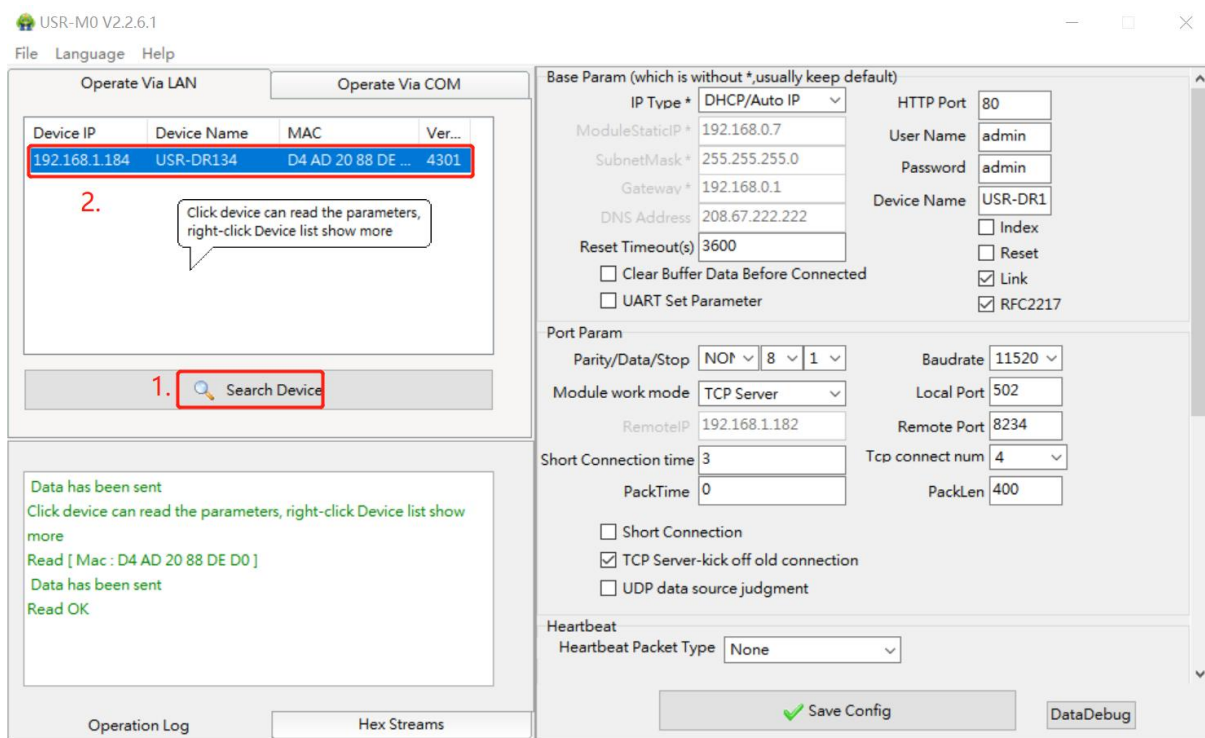 USR-M0 V2.2.6.1
File Language Help
Operate Via LAN
Operate Via COM
Device IP Device Name MAC Ver...
192.168.1.184 USR-DR134 D4 AD 20 88 DE ... 4301
2.
Click device can read the parameters,
right-click Device list show more
1.
Search Device
Data has been sent
Click device can read the parameters, right-click Device list show
more
Read [ Mac : D4 AD 20 88 DE D0 ]
Data has been sent
Read OK
Operation Log
Hex Streams
Base Param (which is without *,usually keep default)
IP Type * DHCP/Auto IP
HTTP Port 80
ModuleStaticIP * 192.168.0.7
User Name admin
SubnetMask * 255.255.255.0
Password admin
Gateway * 192.168.0.1
Device Name USR-DR1
DNS Address 208.67.222.222
Index
Reset Timeout(s) 3600
Reset
Clear Buffer Data Before Connected
Link
UART Set Parameter
RFC2217
Port Param
Parity/Data/Stop NON 8 1
Baudrate 11520
Module work mode TCP Server
Local Port 502
RemoteIP 192.168.1.182
Remote Port 8234
Short Connection time 3
Tcp connect num 4
PackTime 0
PackLen 400
Short Connection
TCP Server-kick off old connection
UDP data source judgment
Heartbeat
Heartbeat Packet Type None
Save Config
DataDebug